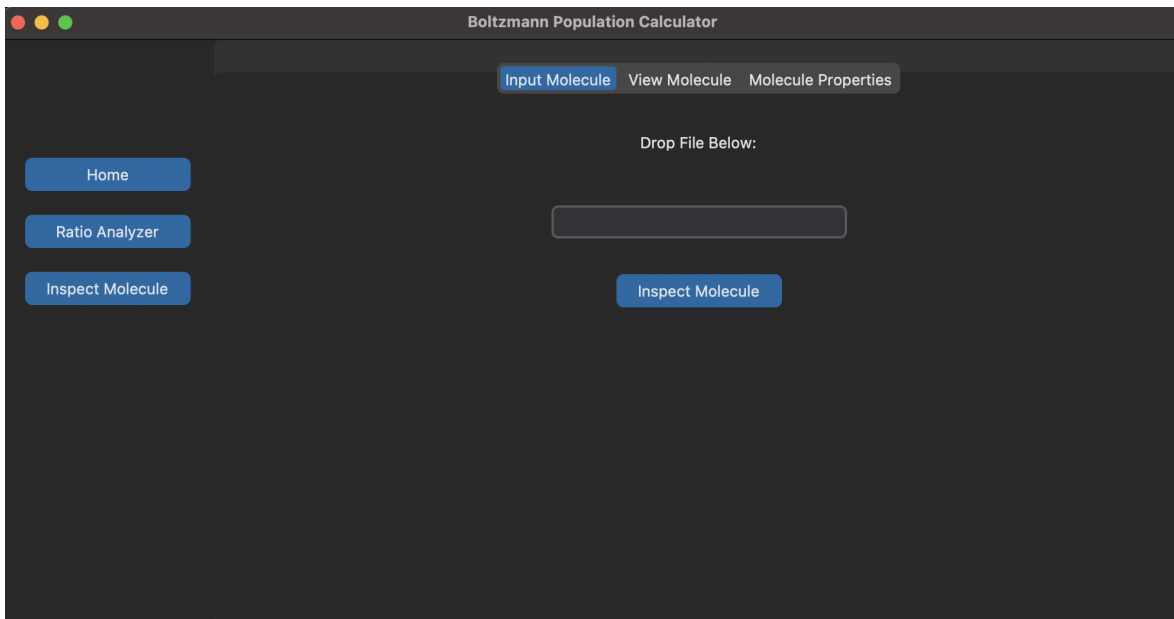 Boltzmann Population Calculator
Input Molecule View Molecule Molecule Properties
Drop File Below:
Home
Ratio Analyzer
Inspect Molecule
Inspect Molecule